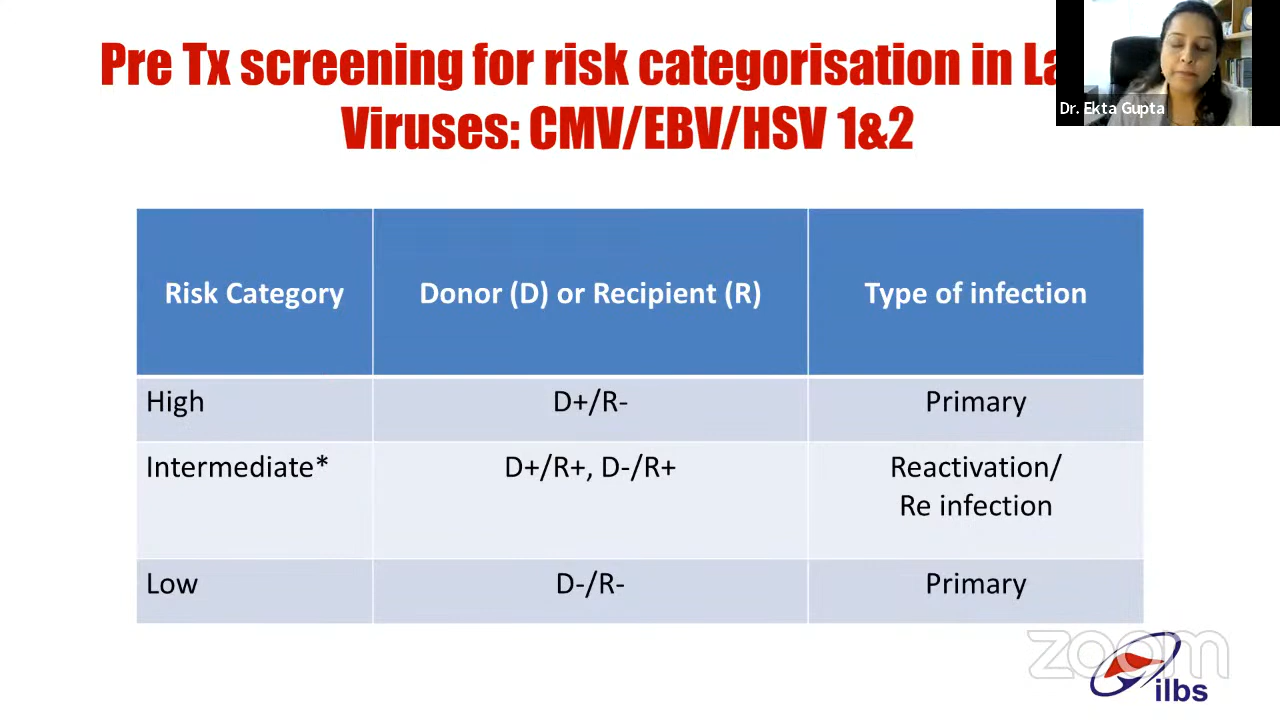 Pre Tx screening for risk categorisation in
Viruses: CMV/EBV/HSV 1&2
Dr. Ekta Gupta
Risk Category
Donor (D) or Recipient (R)
Type of infection
High
D+/R-
Primary
Intermediate*
D+/R+, D-/R+
Reactivation/
Re infection
Low
D-/R-
Primary
zoom
ilbs